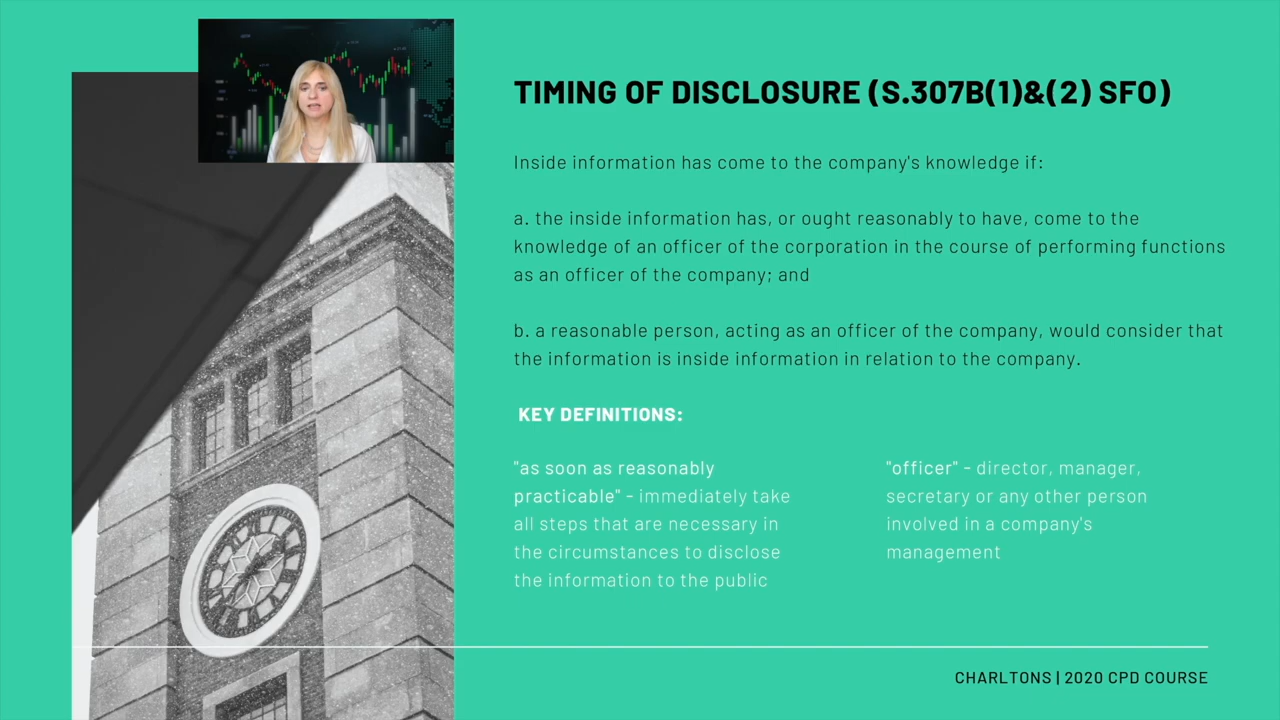 TIMING OF DISCLOSURE (S.307B(1)&(2) SFO)
Inside information has come to the company's knowledge if:
a. the inside information has, or ought reasonably to have, come to the
knowledge of an officer of the corporation in the course of performing functions
as an officer of the company; and
b. a reasonable person, acting as an officer of the company, would consider that
the information is inside information in relation to the company.
KEY DEFINITIONS:
"as soon as reasonably
practicable" - immediately take
all steps that are necessary in
the circumstances to disclose
the information to the public
"officer" - director, manager,
secretary or any other person
involved in a company's
management
CHARLTONS | 2020 CPD COURSE